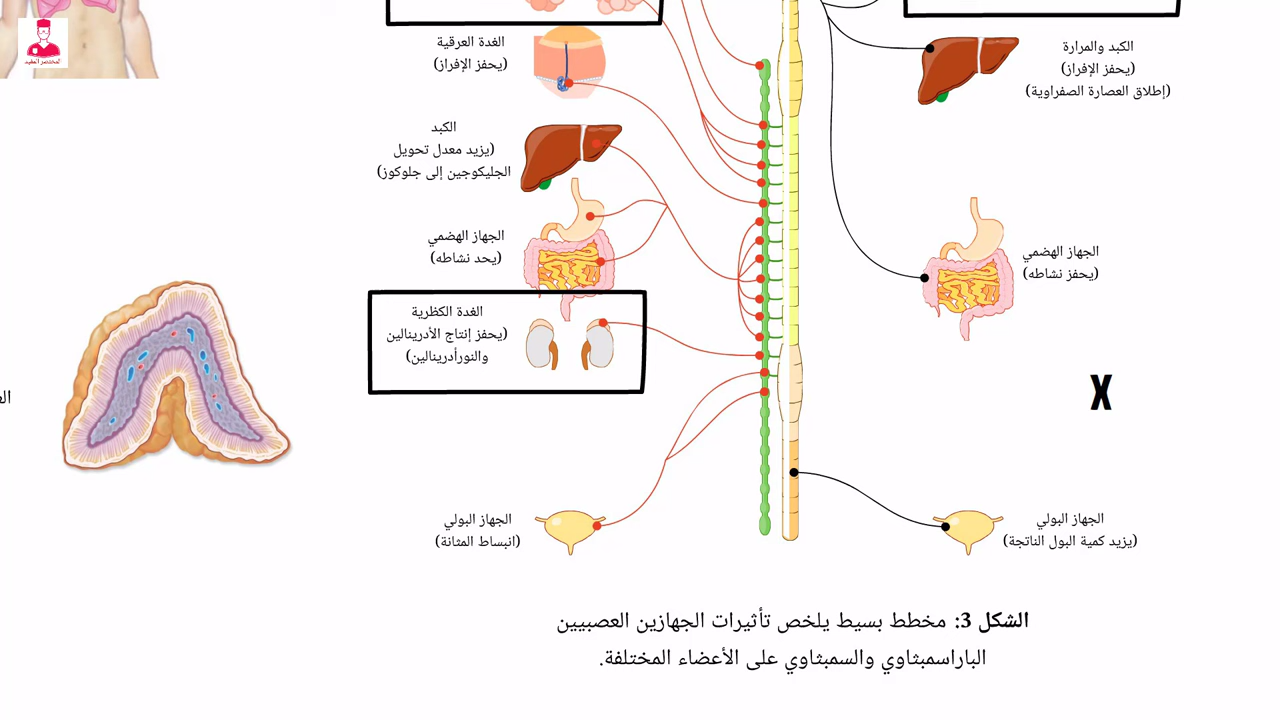 المختصر المفيد
الغدة العرقية
(يحفز الإفراز)
الكبد والمرارة
(يحفز الإفراز)
(إطلاق العصارة الصفراوية)
الكبد
(يزيد معدل تحويل
الجليكوجين إلى جلوكوز)
الجهاز الهضمي
(يحد نشاطه)
الجهاز الهضمي
(يحفز نشاطه)
الغدة الكظرية
(يحفز إنتاج الأدرينالين
والنورأدرينالين)
X
الجهاز البولي
(انبساط المثانة)
الجهاز البولي
(يزيد كمية البول الناتجة)
الشكل 3: مخطط بسيط يلخص تأثيرات الجهازين العصبيين
الباراسمبثاوي والسمبثاوي على الأعضاء المختلفة.